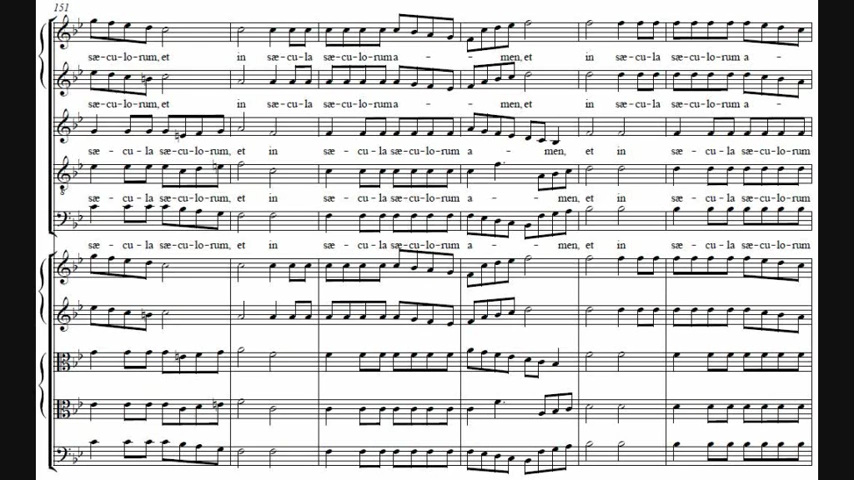 151
sæ-cu-lo-rum, et in sæ-cu-la sæ-cu-lo-rum a- - - men, et in sæ-cu-la sæ-cu-lo-rum a-
sæ-cu-lo-rum, et in sæ-cu-la sæ-cu-lo-rum a- - - men, et in sæ-cu-la sæ-cu-lo-rum a-
sæ- cu-la sæ-cu-lo-rum, et in sæ-cu-la sæ-cu-lo-rum a- - - men, et in sæ-cu-la sæ-cu-lo-rum
sæ- cu-la sæ-cu-lo-rum, et in sæ-cu-la sæ-cu-lo-rum a- - - men, et in sæ-cu-la sæ-cu-lo-rum
sæ- cu-la sæ-cu-lo-rum, et in sæ-cu-la sæ-cu-lo-rum a- - - men, et in sæ-cu-la sæ-cu-lo-rum